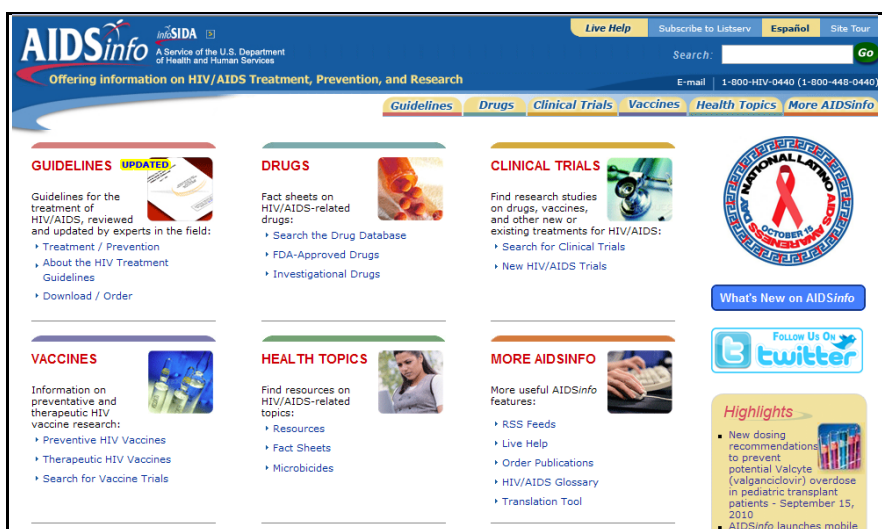 AIDSinfo
infoSIDA
A Service of the U.S. Department
of Health and Human Services
Offering information on HIV/AIDS Treatment, Prevention, and Research
Live Help
Subscribe to Listserv
Español
Site Tour
Search:
Go
E-mail
1-800-HIV-0440 (1-800-448-0440)
Guidelines
Drugs
Clinical Trials
Vaccines
Health Topics
More AIDSinfo
GUIDELINES
UPDATED
Guidelines for the
treatment of
HIV/AIDS, reviewed
and updated by experts in the field:
Treatment / Prevention
About the HIV Treatment
Guidelines
Download / Order
DRUGS
Fact sheets on
HIV/AIDS-related
drugs:
Search the Drug Database
FDA-Approved Drugs
Investigational Drugs
CLINICAL TRIALS
Find research studies
on drugs, vaccines,
and other new or
existing treatments for HIV/AIDS:
Search for Clinical Trials
New HIV/AIDS Trials
NATIONAL LATINO AIDS AWARENESS DAY
OCTOBER 15
What's New on AIDSinfo
Follow Us On
twitter
VACCINES
Information on
preventative and
therapeutic HIV
vaccine research:
Preventive HIV Vaccines
Therapeutic HIV Vaccines
Search for Vaccine Trials
HEALTH TOPICS
Find resources on
HIV/AIDS-related
topics:
Resources
Fact Sheets
Microbicides
MORE AIDSINFO
More useful AIDSinfo
features:
RSS Feeds
Live Help
Order Publications
HIV/AIDS Glossary
Translation Tool
Highlights
New dosing
recommendations
to prevent
potential Valcyte
(valganciclovir) overdose
in pediatric transplant
patients - September 15,
2010
AIDSinfo launches mobile